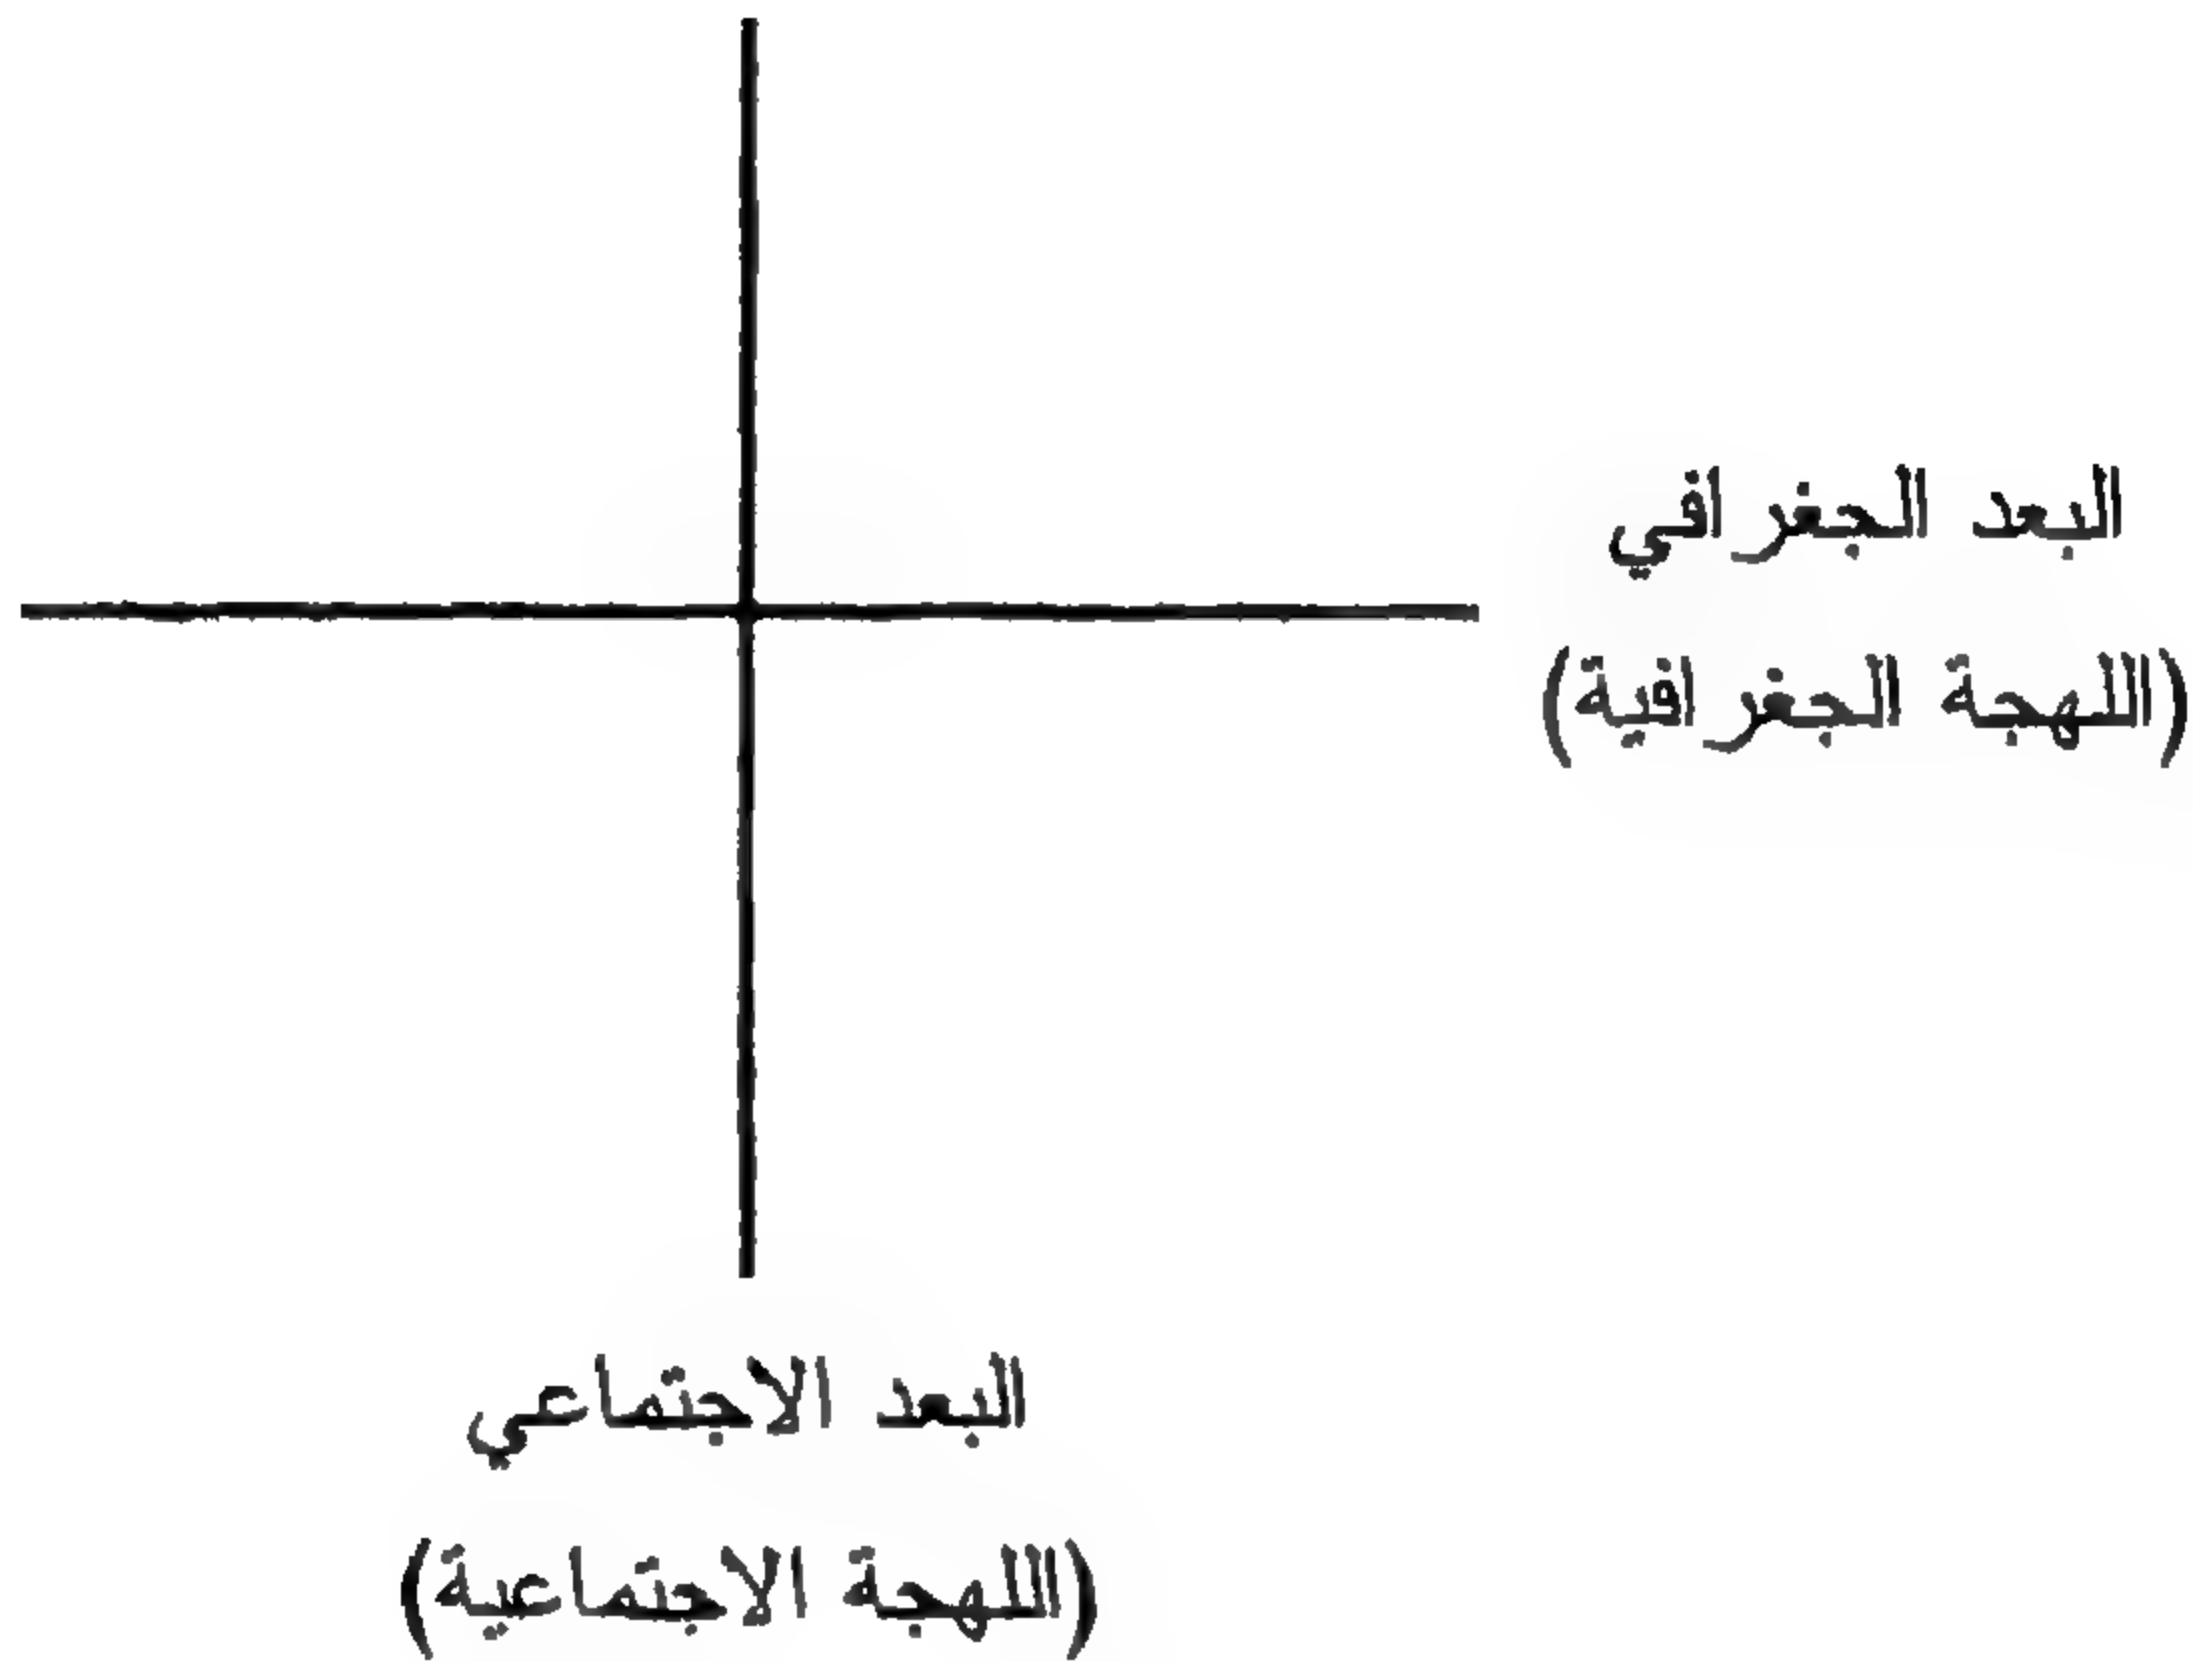 البعد الجغرافي
(اللهجة الجغرافية)
البعد الاجتماعي
(اللهجة الاجتماعية)